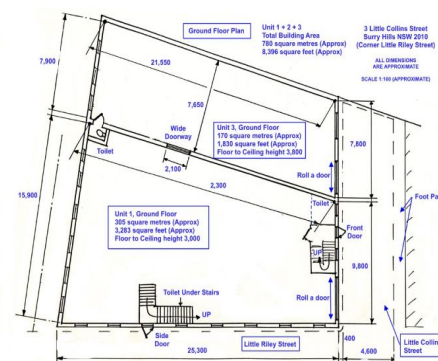 Ground Floor Plan
Unit 1 + 2 + 3
Total Building Area
780 square metres (Approx)
8,396 square feet (Approx)
3 Little Collins Street
Surry Hills NSW 2010
(Corner Little Riley Street)
ALL DIMENSIONS
ARE APPROXIMATE
SCALE 1:100 (APPROXIMATE)
7,900
21,550
7,650
Wide
Doorway
Unit 3, Ground Floor
170 square metres (Approx)
1,830 square feet (Approx)
Floor to Ceiling height 3,800
7,800
Toilet
2,100
Roll a door
Foot Pa
15,900
2,300
Toilet
Unit 1, Ground Floor
305 square metres (Approx)
3,283 square feet (Approx)
Floor to Ceiling height 3,000
Front
Door
UP
9,800
Toilet Under Stairs
UP
Roll a door
Side
Door
Little Riley Street
400
Little Collin
Street
25,300
4,600